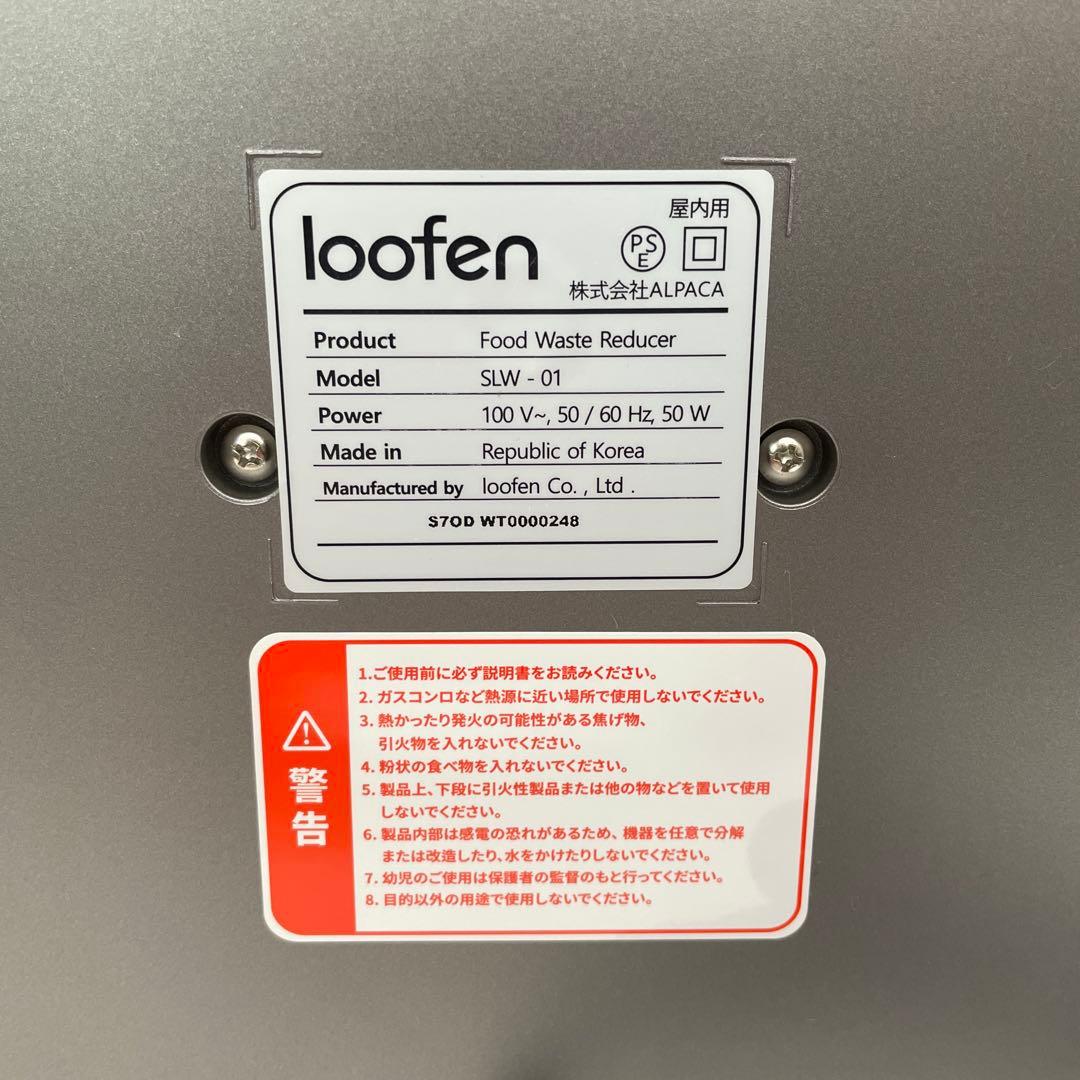 loofen
屋内用
PSE
株式会社ALPACA
Product Food Waste Reducer
Model SLW - 01
Power 100 V~, 50 / 60 Hz, 50 W
Made in Republic of Korea
Manufactured by loofen Co. , Ltd .
S7OD WT0000248
警告
1.ご使用前に必ず説明書をお読みください。
2. ガスコンロなど熱源に近い場所で使用しないでください。
3. 熱かったり発火の可能性がある焦げ物、
引火物を入れないでください。
4. 粉状の食べ物を入れないでください。
5. 製品上、下段に引火性製品または他の物などを置いて使用
しないでください。
6. 製品内部は感電の恐れがあるため、機器を任意で分解
または改造したり、水をかけたりしないでください。
7. 幼児のご使用は保護者の監督のもと行ってください。
8. 目的以外の用途で使用しないでください。